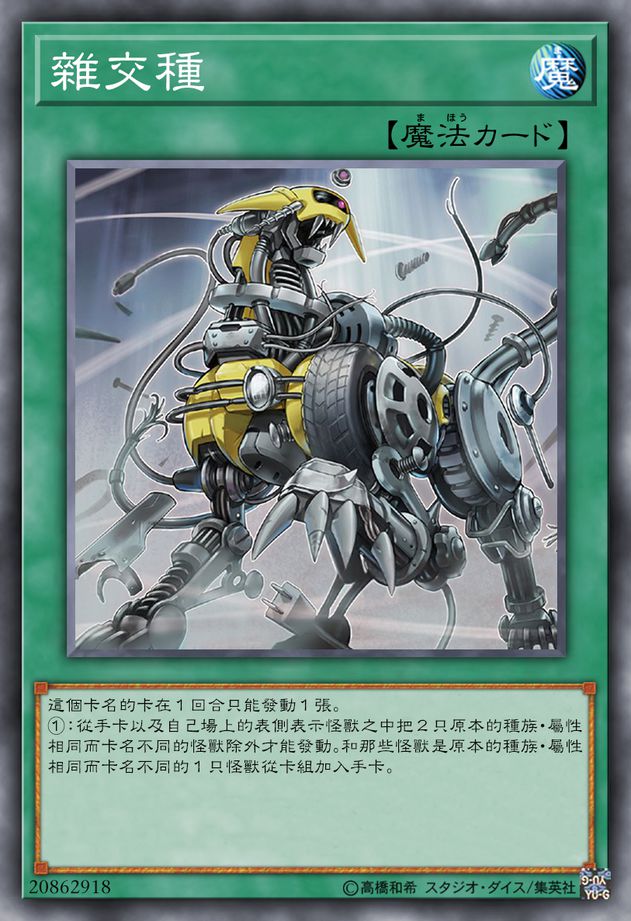 雜交種
魔
【魔法カード】
まほう
這個卡名的卡在１回合只能發動１張。
①：從手卡以及自己場上的表側表示怪獸之中把２只原本的種族・屬性
相同而卡名不同的怪獸除外才能發動。和那些怪獸是原本的種族・屬性
相同而卡名不同的１只怪獸從卡組加入手卡。
20862918
©高橋和希 スタジオ・ダイス/集英社